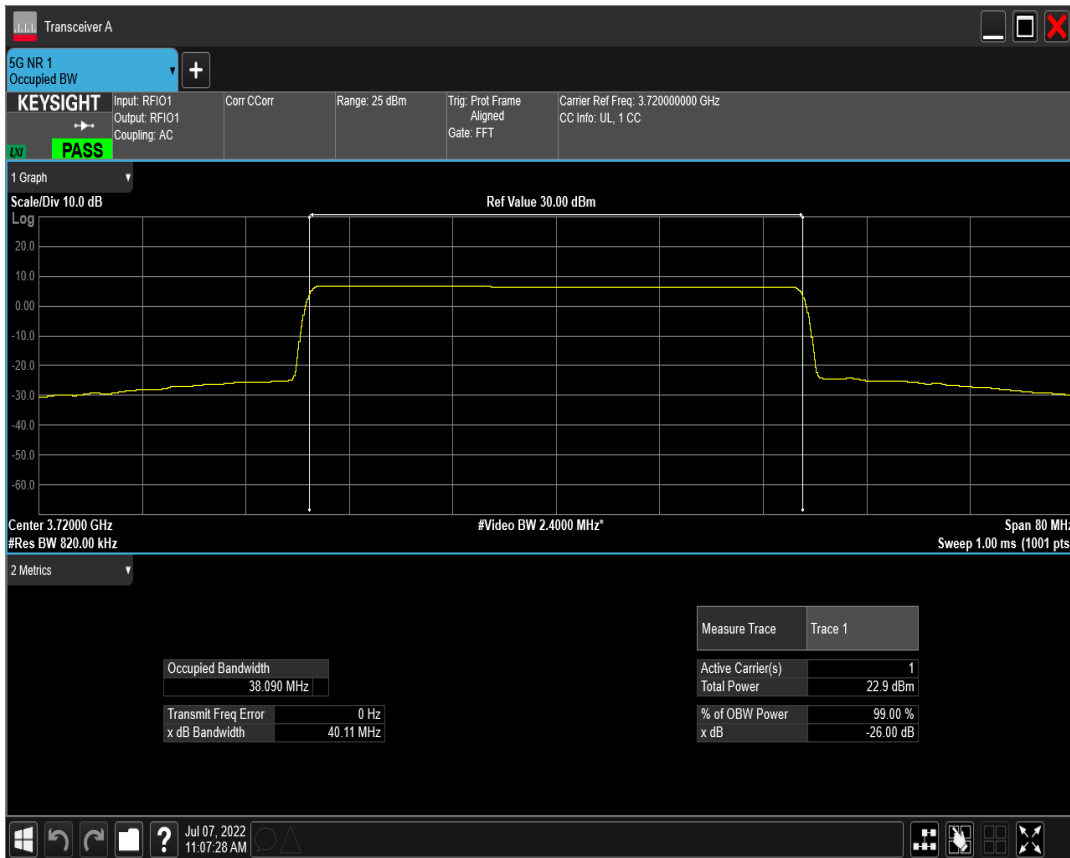 Transceiver A
5G NR 1
Occupied BW
KEYSIGHT
LXI
PASS
Input: RFIO1
Output: RFIO1
Coupling: AC
Corr CCorr
Range: 25 dBm
Trig: Prot Frame
Aligned
Gate: FFT
Carrier Ref Freq: 3.720000000 GHz
CC Info: UL, 1 CC
1 Graph
Scale/Div 10.0 dB
Ref Value 30.00 dBm
Log
20.0
10.0
0.00
-10.0
-20.0
-30.0
-40.0
-50.0
-60.0
Center 3.72000 GHz
#Video BW 2.4000 MHz*
Span 80 MHz
#Res BW 820.00 kHz
Sweep 1.00 ms (1001 pts
2 Metrics
Measure Trace Trace 1
Occupied Bandwidth
38.090 MHz
Active Carrier(s) 1
Total Power 22.9 dBm
Transmit Freq Error 0 Hz
x dB Bandwidth 40.11 MHz
% of OBW Power 99.00 %
x dB -26.00 dB
?
Jul 07, 2022
11:07:28 AM